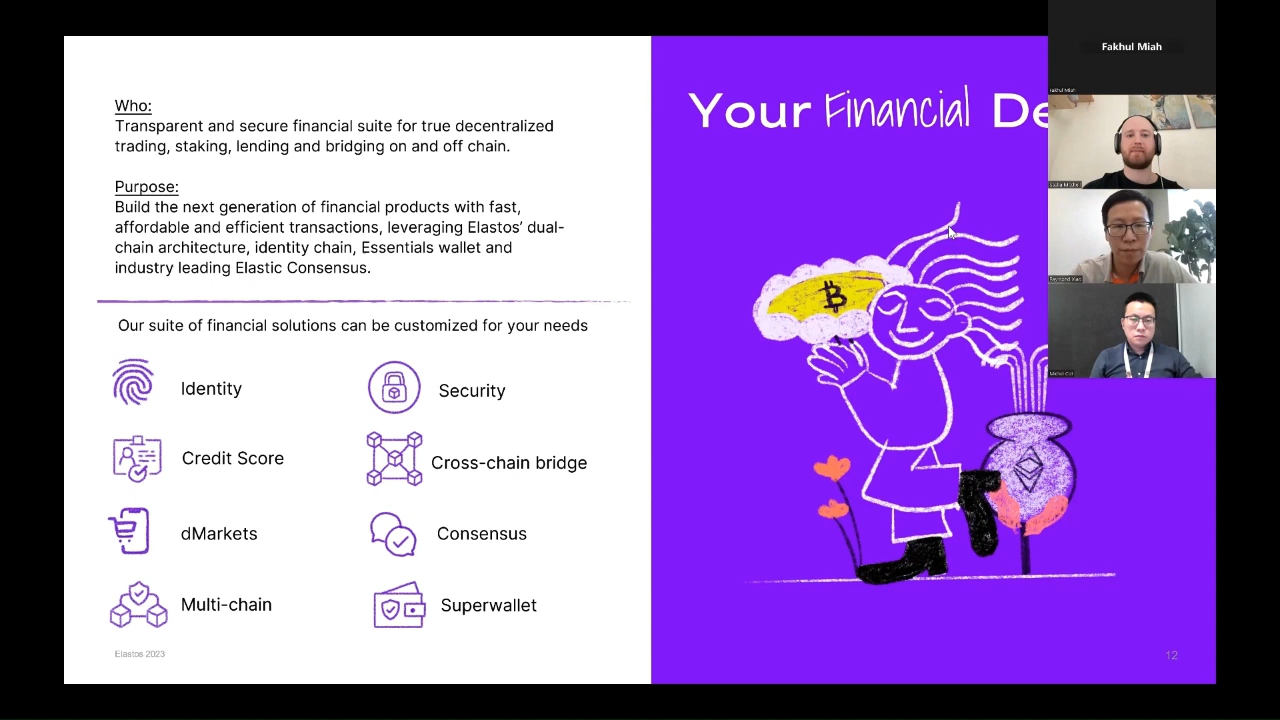 Fakhul Miah
Fakhul Miah
Who:
Transparent and secure financial suite for true decentralized
trading, staking, lending and bridging on and off chain.
Purpose:
Build the next generation of financial products with fast,
affordable and efficient transactions, leveraging Elastos’ dual-
chain architecture, identity chain, Essentials wallet and
industry leading Elastic Consensus.
Our suite of financial solutions can be customized for your needs
Identity
Security
Credit Score
Cross-chain bridge
dMarkets
Consensus
Multi-chain
Superwallet
Elastos 2023
Your Financial De
12